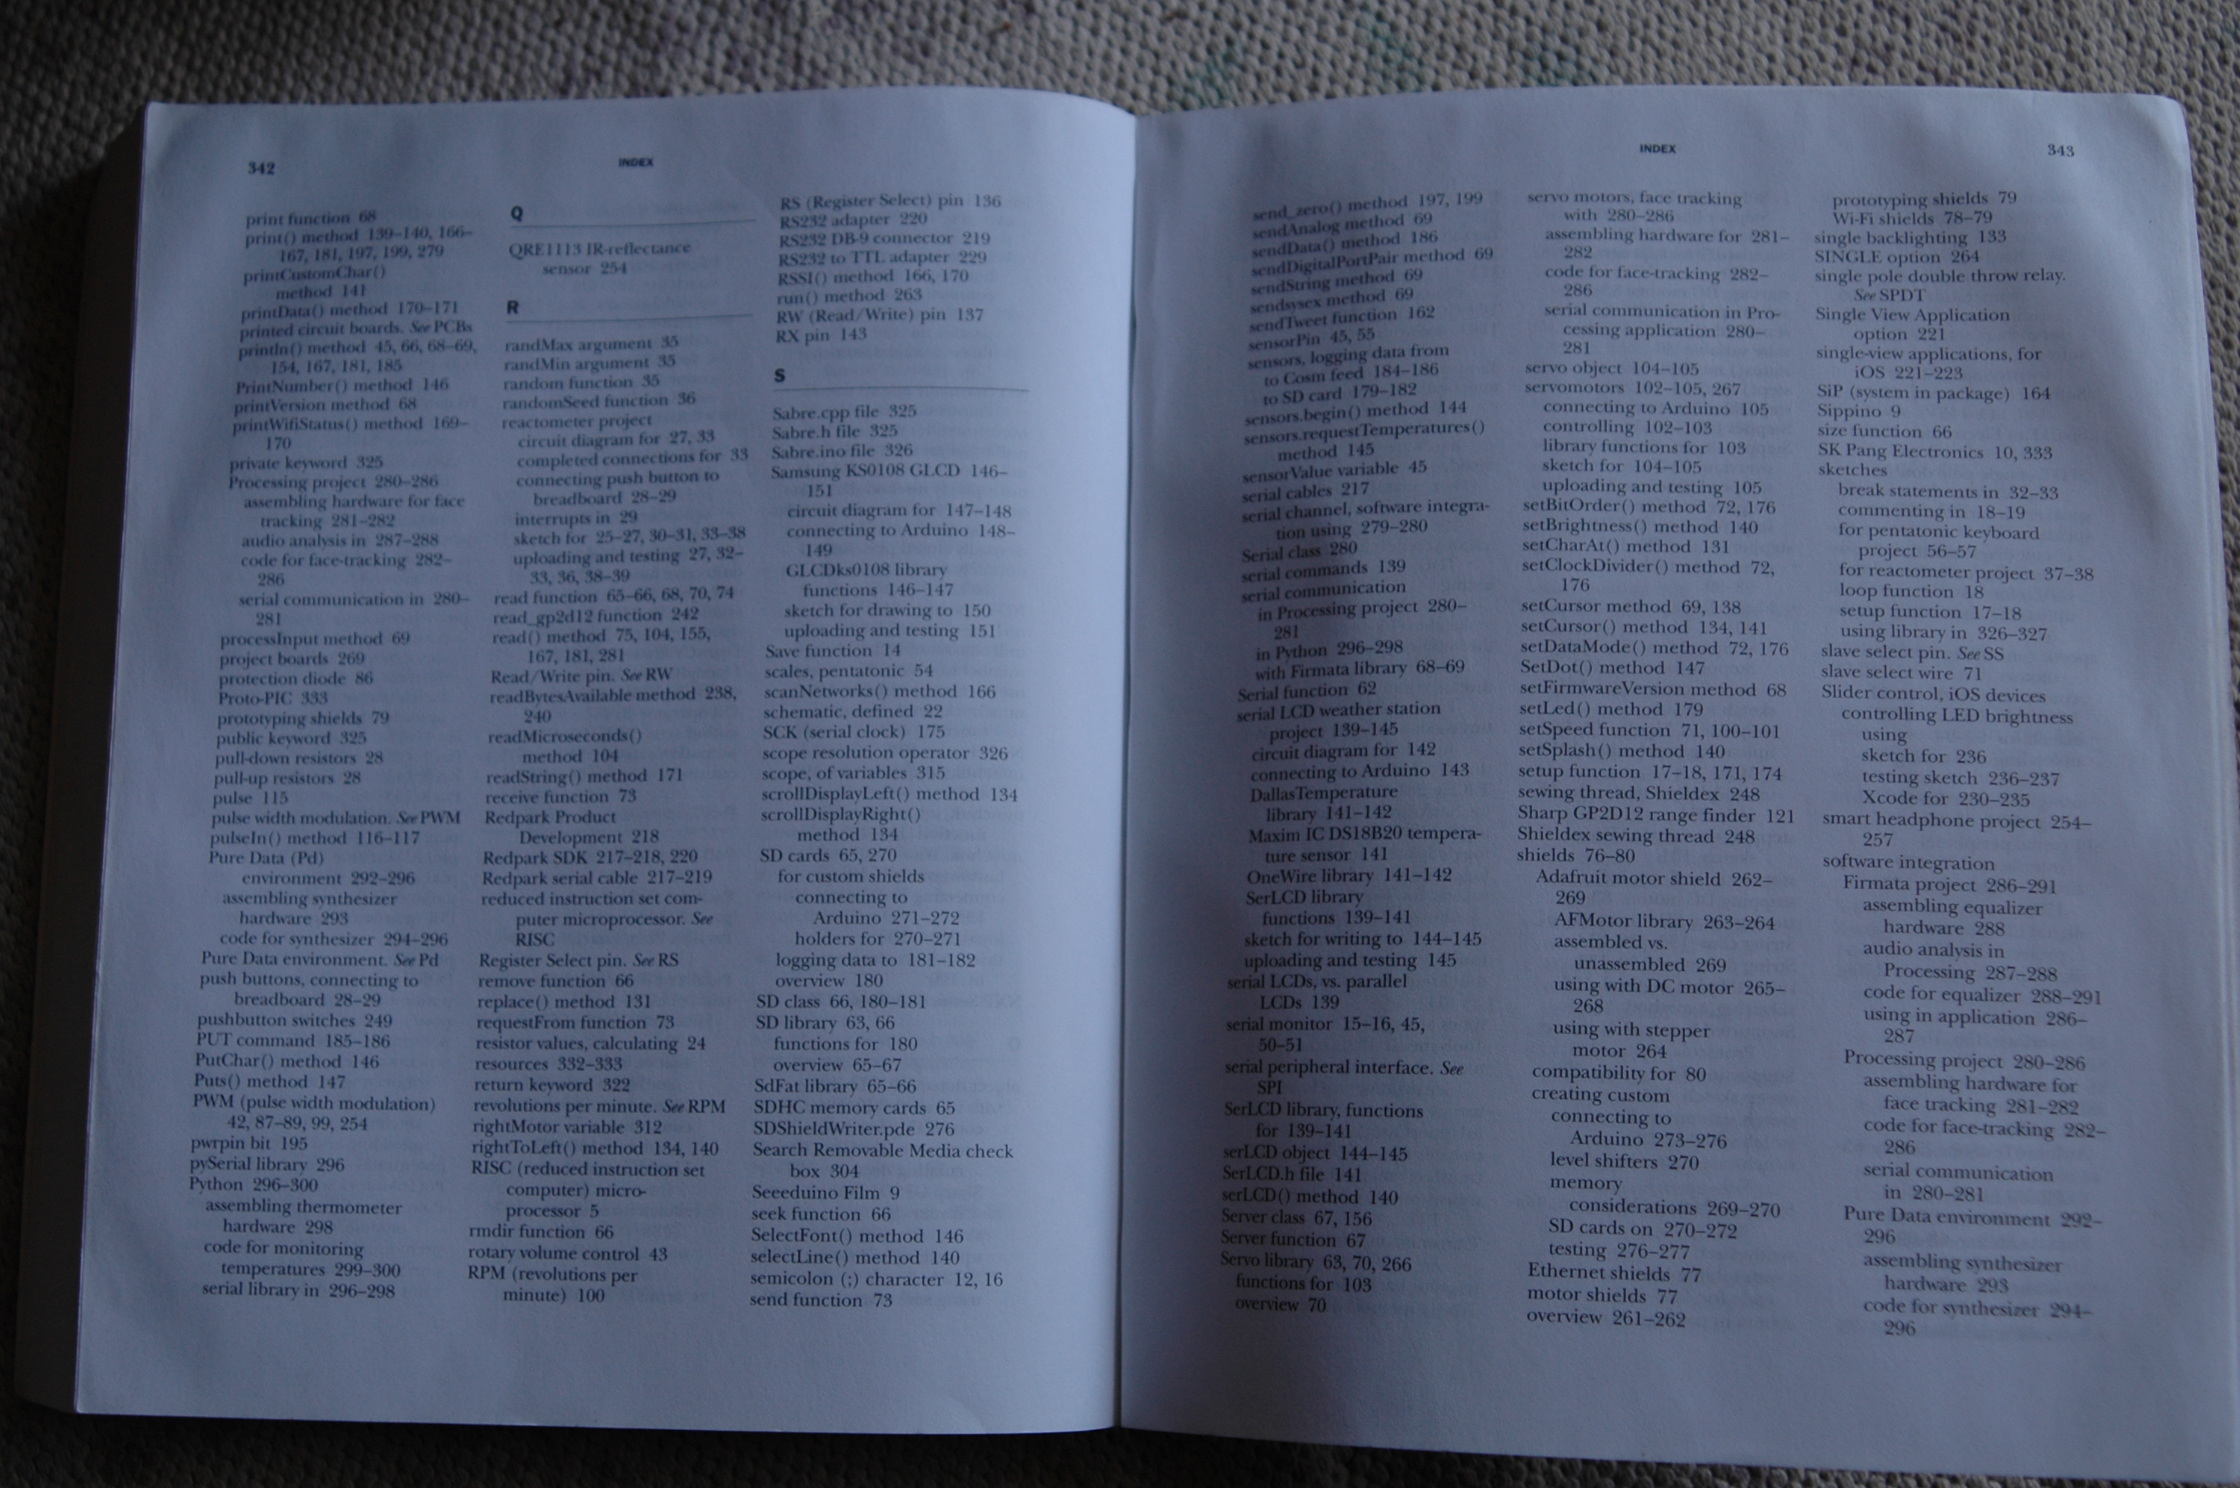 342
INDEX
print function 68
print() method 139–140, 166–
167, 181, 197, 199, 279
printCustomChar()
method 141
printData() method 170–171
printed circuit boards. See PCBs
println() method 45, 66, 68–69,
154, 167, 181, 185
PrintNumber() method 146
printVersion method 68
printWifiStatus() method 169–
170
private keyword 325
Processing project 280–286
assembling hardware for face
tracking 281–282
audio analysis in 287–288
code for face-tracking 282–
286
serial communication in 280–
281
processInput method 69
project boards 269
protection diode 86
Proto-PIC 333
prototyping shields 79
public keyword 325
pull-down resistors 28
pull-up resistors 28
pulse 115
pulse width modulation. See PWM
pulseIn() method 116–117
Pure Data (Pd)
environment 292–296
assembling synthesizer
hardware 293
code for synthesizer 294–296
Pure Data environment. See Pd
push buttons, connecting to
breadboard 28–29
pushbutton switches 249
PUT command 185–186
PutChar() method 146
Puts() method 147
PWM (pulse width modulation)
42, 87–89, 99, 254
pwrpin bit 195
pySerial library 296
Python 296–300
assembling thermometer
hardware 298
code for monitoring
temperatures 299–300
serial library in 296–298
Q
QRE1113 IR-reflectance
sensor 254
R
randMax argument 35
randMin argument 35
random function 35
randomSeed function 36
reactometer project
circuit diagram for 27, 33
completed connections for 33
connecting push button to
breadboard 28–29
interrupts in 29
sketch for 25–27, 30–31, 33–38
uploading and testing 27, 32–
33, 36, 38–39
read function 65–66, 68, 70, 74
read_gp2d12 function 242
read() method 75, 104, 155,
167, 181, 281
Read/Write pin. See RW
readBytesAvailable method 238,
240
readMicroseconds()
method 104
readString() method 171
receive function 73
Redpark Product
Development 218
Redpark SDK 217–218, 220
Redpark serial cable 217–219
reduced instruction set com-
puter microprocessor. See
RISC
Register Select pin. See RS
remove function 66
replace() method 131
requestFrom function 73
resistor values, calculating 24
resources 332–333
return keyword 322
revolutions per minute. See RPM
rightMotor variable 312
rightToLeft() method 134, 140
RISC (reduced instruction set
computer) micro-
processor 5
rmdir function 66
rotary volume control 43
RPM (revolutions per
minute) 100
RS (Register Select) pin 136
RS232 adapter 220
RS232 DB-9 connector 219
RS232 to TTL adapter 229
RSSI() method 166, 170
run() method 263
RW (Read/Write) pin 137
RX pin 143
S
Sabre.cpp file 325
Sabre.h file 325
Sabre.ino file 326
Samsung KS0108 GLCD 146–
151
circuit diagram for 147–148
connecting to Arduino 148–
149
GLCDks0108 library
functions 146–147
sketch for drawing to 150
uploading and testing 151
Save function 14
scales, pentatonic 54
scanNetworks() method 166
schematic, defined 22
SCK (serial clock) 175
scope resolution operator 326
scope, of variables 315
scrollDisplayLeft() method 134
scrollDisplayRight()
method 134
SD cards 65, 270
for custom shields
connecting to
Arduino 271–272
holders for 270–271
logging data to 181–182
overview 180
SD class 66, 180–181
SD library 63, 66
functions for 180
overview 65–67
SdFat library 65–66
SDHC memory cards 65
SDShieldWriter.pde 276
Search Removable Media check
box 304
Seeeduino Film 9
seek function 66
SelectFont() method 146
selectLine() method 140
semicolon (;) character 12, 16
send function 73
INDEX
343
send_zero() method 197, 199
sendAnalog method 69
sendData() method 186
sendDigitalPortPair method 69
sendString method 69
sendsysex method 69
sendTweet function 162
sensorPin 45, 55
sensors, logging data from
to Cosm feed 184–186
to SD card 179–182
sensors.begin() method 144
sensors.requestTemperatures()
method 145
sensorValue variable 45
serial cables 217
serial channel, software integra-
tion using 279–280
Serial class 280
serial commands 139
serial communication
in Processing project 280–
281
in Python 296–298
with Firmata library 68–69
Serial function 62
serial LCD weather station
project 139–145
circuit diagram for 142
connecting to Arduino 143
DallasTemperature
library 141–142
Maxim IC DS18B20 tempera-
ture sensor 141
OneWire library 141–142
SerLCD library
functions 139–141
sketch for writing to 144–145
uploading and testing 145
serial LCDs, vs. parallel
LCDs 139
serial monitor 15–16, 45,
50–51
serial peripheral interface. See
SPI
SerLCD library, functions
for 139–141
serLCD object 144–145
SerLCD.h file 141
serLCD() method 140
Server class 67, 156
Server function 67
Servo library 63, 70, 266
functions for 103
overview 70
servo motors, face tracking
with 280–286
assembling hardware for 281–
282
code for face-tracking 282–
286
serial communication in Pro-
cessing application 280–
281
servo object 104–105
servomotors 102–105, 267
connecting to Arduino 105
controlling 102–103
library functions for 103
sketch for 104–105
uploading and testing 105
setBitOrder() method 72, 176
setBrightness() method 140
setCharAt() method 131
setClockDivider() method 72,
176
setCursor method 69, 138
setCursor() method 134, 141
setDataMode() method 72, 176
SetDot() method 147
setFirmwareVersion method 68
setLed() method 179
setSpeed function 71, 100–101
setSplash() method 140
setup function 17–18, 171, 174
sewing thread, Shieldex 248
Sharp GP2D12 range finder 121
Shieldex sewing thread 248
shields 76–80
Adafruit motor shield 262–
269
AFMotor library 263–264
assembled vs.
unassembled 269
using with DC motor 265–
268
using with stepper
motor 264
compatibility for 80
creating custom
connecting to
Arduino 273–276
level shifters 270
memory
considerations 269–270
SD cards on 270–272
testing 276–277
Ethernet shields 77
motor shields 77
overview 261–262
prototyping shields 79
Wi-Fi shields 78–79
single backlighting 133
SINGLE option 264
single pole double throw relay.
See SPDT
Single View Application
option 221
single-view applications, for
iOS 221–223
SiP (system in package) 164
Sippino 9
size function 66
SK Pang Electronics 10, 333
sketches
break statements in 32–33
commenting in 18–19
for pentatonic keyboard
project 56–57
for reactometer project 37–38
loop function 18
setup function 17–18
using library in 326–327
slave select pin. See SS
slave select wire 71
Slider control, iOS devices
controlling LED brightness
using
sketch for 236
testing sketch 236–237
Xcode for 230–235
smart headphone project 254–
257
software integration
Firmata project 286–291
assembling equalizer
hardware 288
audio analysis in
Processing 287–288
code for equalizer 288–291
using in application 286–
287
Processing project 280–286
assembling hardware for
face tracking 281–282
code for face-tracking 282–
286
serial communication
in 280–281
Pure Data environment 292–
296
assembling synthesizer
hardware 293
code for synthesizer 294–
296